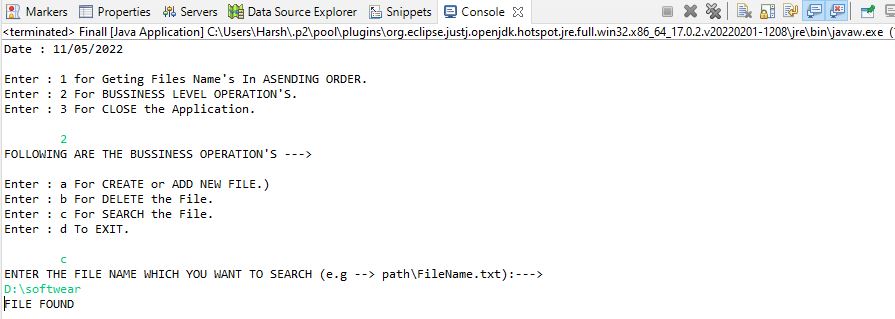 Markers Properties Servers Data Source Explorer Snippets Console
<terminated> Finall [Java Application] C:\Users\Harsh\.p2\pool\plugins\org.eclipse.justj.openjdk.hotspot.jre.full.win32.x86_64_17.0.2.v20220201-1208\jre\bin\javaw.exe (
Date : 11/05/2022
Enter : 1 for Geting Files Name's In ASENDING ORDER.
Enter : 2 For BUSSINESS LEVEL OPERATION'S.
Enter : 3 For CLOSE the Application.
2
FOLLOWING ARE THE BUSSINESS OPERATION'S --->
Enter : a For CREATE or ADD NEW FILE.)
Enter : b For DELETE the File.
Enter : c For SEARCH the File.
Enter : d To EXIT.
c
ENTER THE FILE NAME WHICH YOU WANT TO SEARCH (e.g --> path\FileName.txt):--->
D:\softwear
FILE FOUND